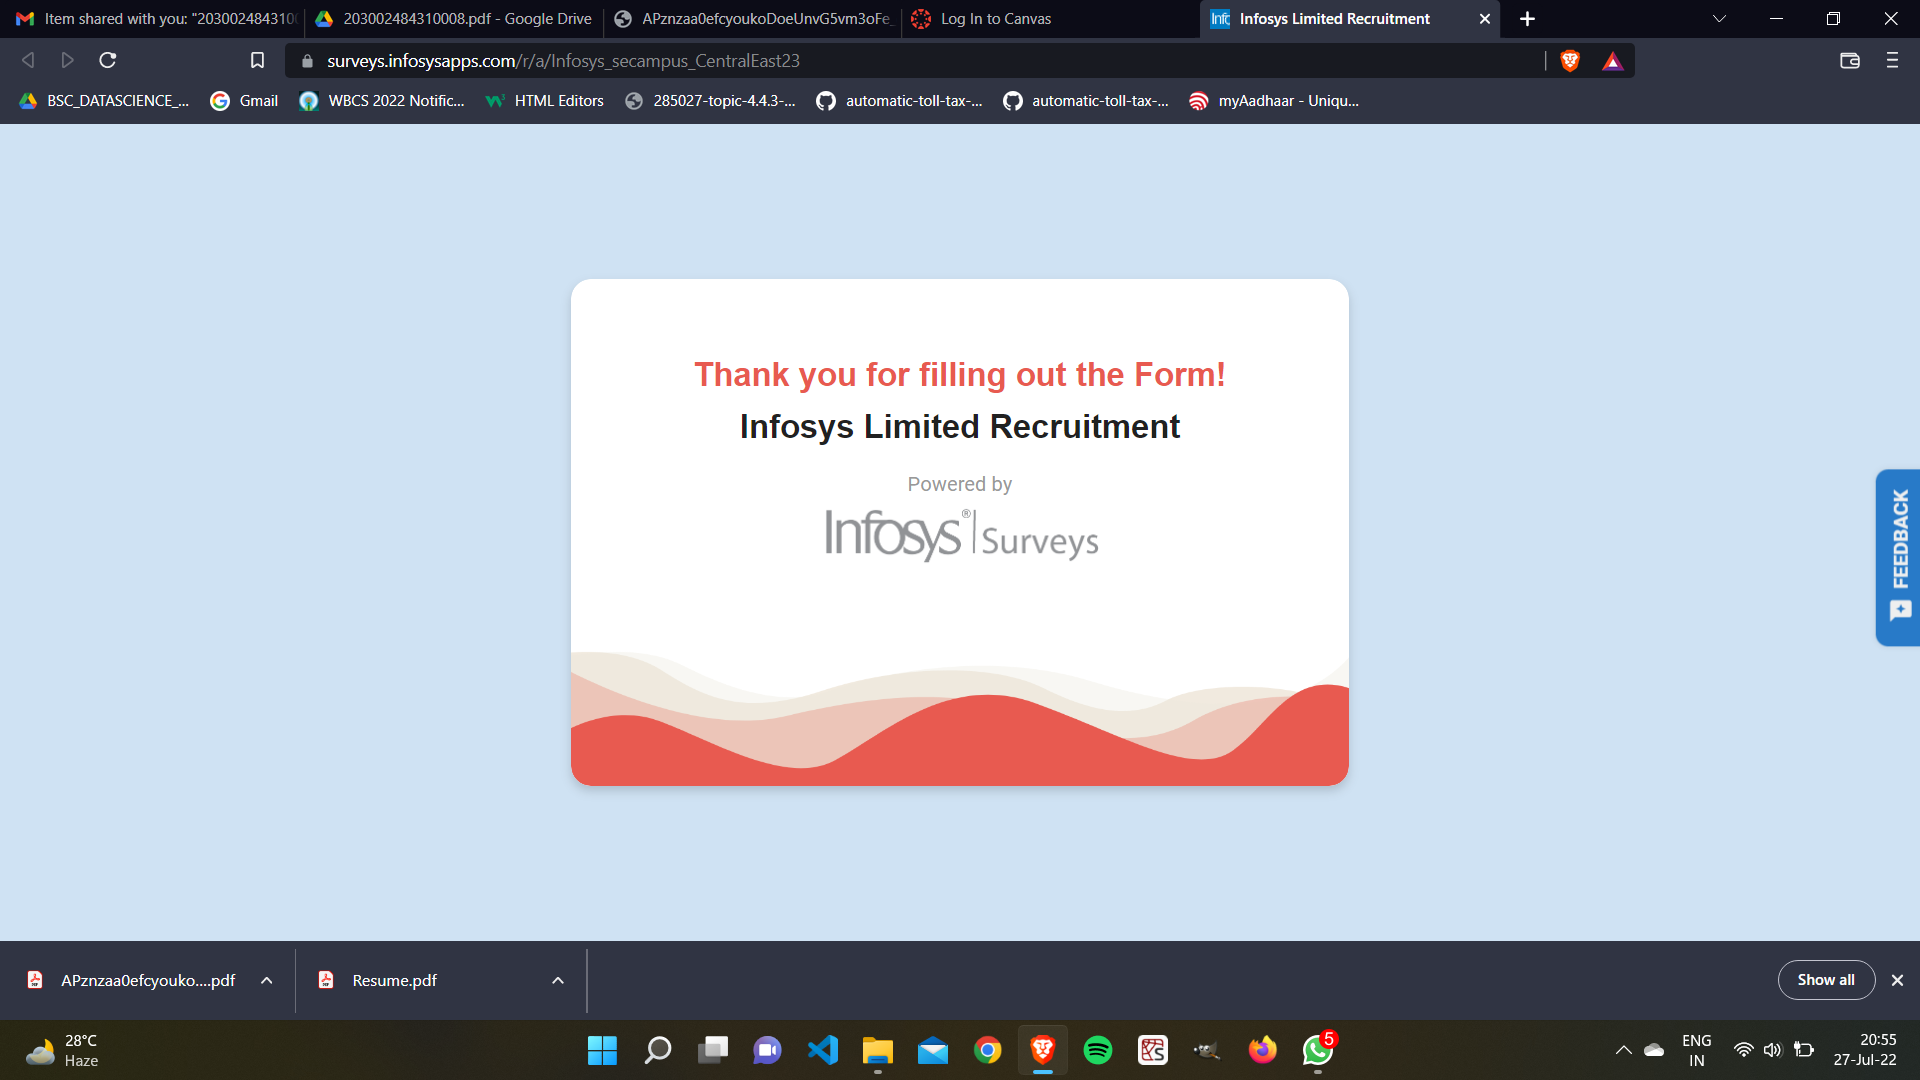 Item shared with you: "2030024843100
203002484310008.pdf - Google Drive
APznzaa0efcyoukoDoeUnvG5vm3oFe_
Log In to Canvas
Infosys Limited Recruitment
surveys.infosysapps.com/r/a/Infosys_secampus_CentralEast23
BSC_DATASCIENCE_...
Gmail
WBCS 2022 Notific...
HTML Editors
285027-topic-4.4.3-...
automatic-toll-tax-...
automatic-toll-tax-...
myAadhaar - Uniqu...
Thank you for filling out the Form!
Infosys Limited Recruitment
Powered by
Infosys® | Surveys
FEEDBACK
APznzaa0efcyouko....pdf
Resume.pdf
Show all
28°C
Haze
5
ENG
IN
20:55
27-Jul-22